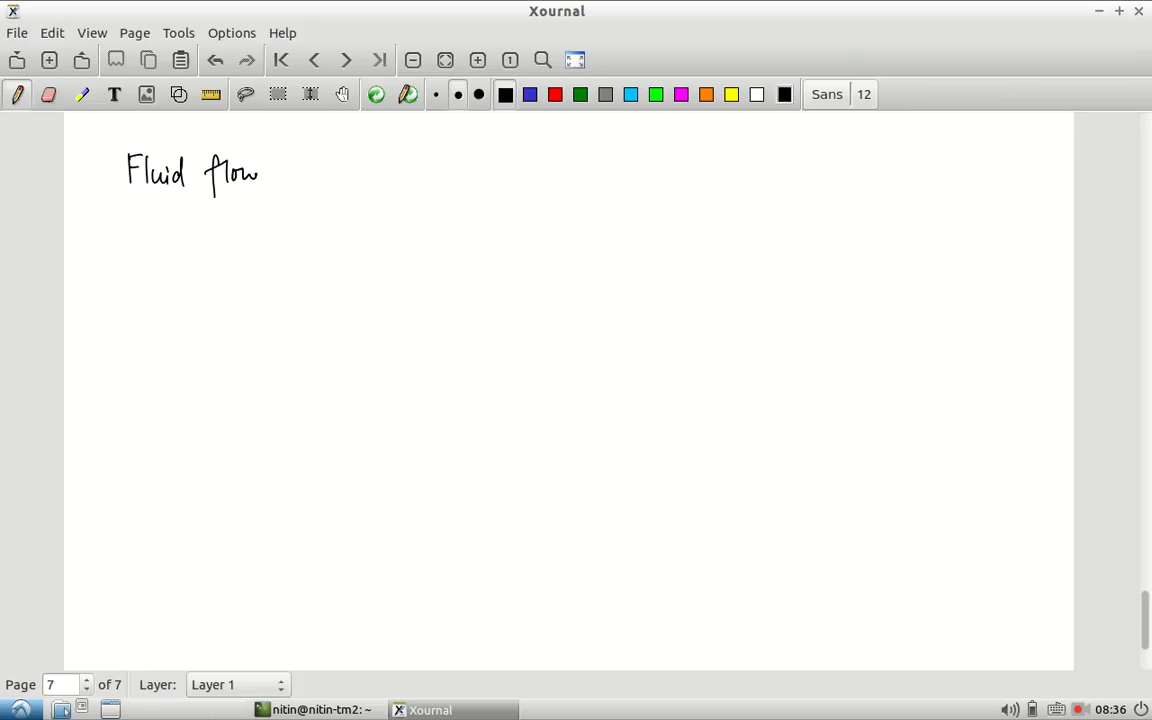 Xournal
File Edit View Page Tools Options Help
Sans 12
Fluid flow
Page 7 of 7 Layer: Layer 1
nitin@nitin-tm2: ~ Xournal 08:36